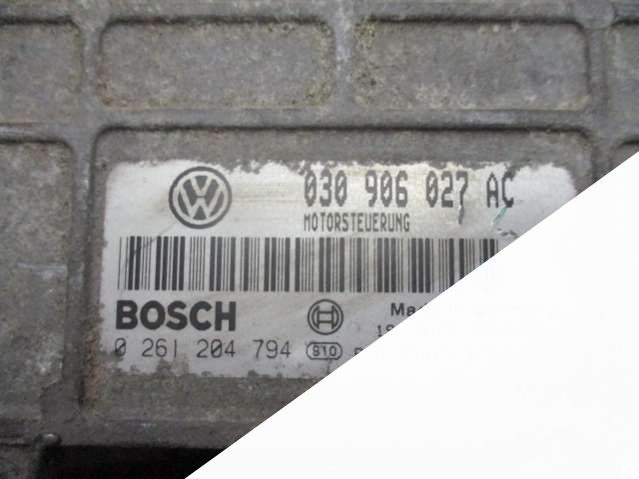 030 906 027 AC
MOTORSTEUERUNG
BOSCH
0 261 204 794